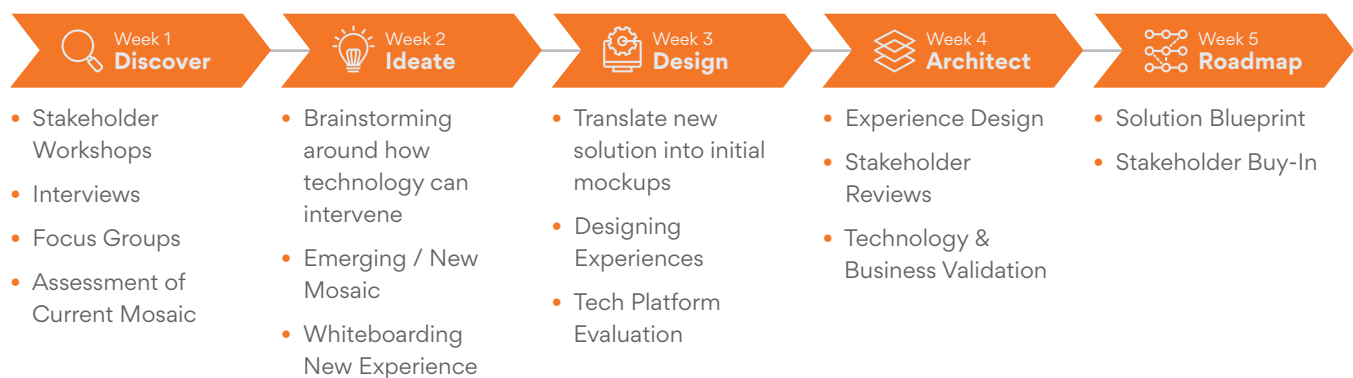 Week 1
Discover
• Stakeholder
Workshops
• Interviews
• Focus Groups
• Assessment of
Current Mosaic
Week 2
Ideate
• Brainstorming
around how
technology can
intervene
• Emerging / New
Mosaic
• Whiteboarding
New Experience
Week 3
Design
• Translate new
solution into initial
mockups
• Designing
Experiences
• Tech Platform
Evaluation
Week 4
Architect
• Experience Design
• Stakeholder
Reviews
• Technology &
Business Validation
Week 5
Roadmap
• Solution Blueprint
• Stakeholder Buy-In